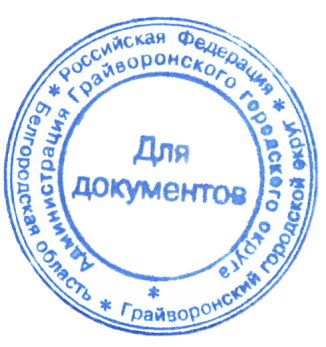 * Российская Федерация * Грайворонский городской округ * Белгородская область
Администрация Грайворонского городского округа *
Для
документов